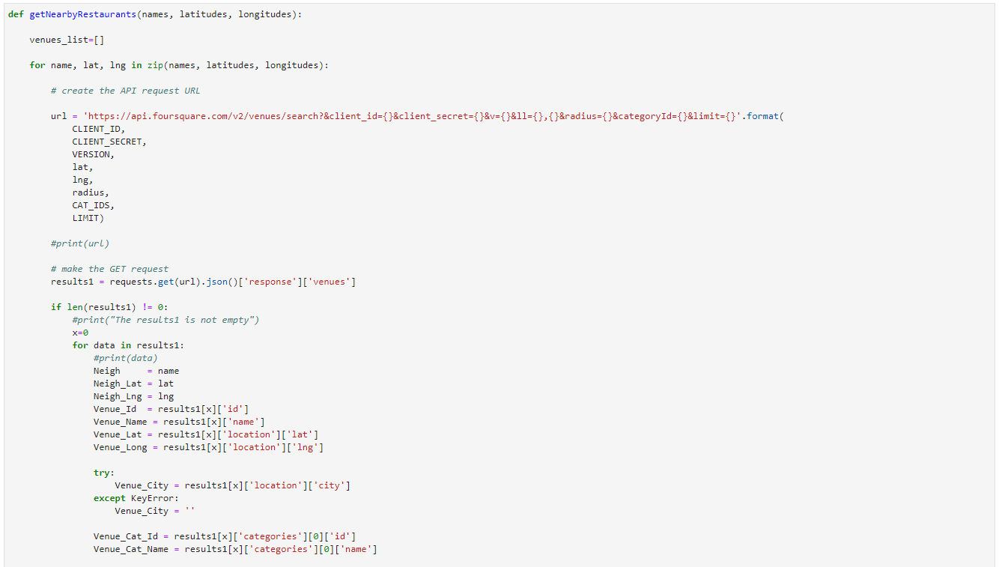 def getNearbyRestaurants(names, latitudes, longitudes):
venues_list=[]
for name, lat, lng in zip(names, latitudes, longitudes):
# create the API request URL
url = 'https://api.foursquare.com/v2/venues/search?&client_id={}&client_secret={}&v={}&ll={},{}&radius={}&categoryId={}&limit={}'.format(
CLIENT_ID,
CLIENT_SECRET,
VERSION,
lat,
lng,
radius,
CAT_IDS,
LIMIT)
#print(url)
# make the GET request
results1 = requests.get(url).json()['response']['venues']
if len(results1) != 0:
#print("The results1 is not empty")
x=0
for data in results1:
#print(data)
Neigh     = name
Neigh_Lat = lat
Neigh_Lng = lng
Venue_Id  = results1[x]['id']
Venue_Name = results1[x]['name']
Venue_Lat = results1[x]['location']['lat']
Venue_Long = results1[x]['location']['lng']
try:
Venue_City = results1[x]['location']['city']
except KeyError:
Venue_City = ''
Venue_Cat_Id = results1[x]['categories'][0]['id']
Venue_Cat_Name = results1[x]['categories'][0]['name']